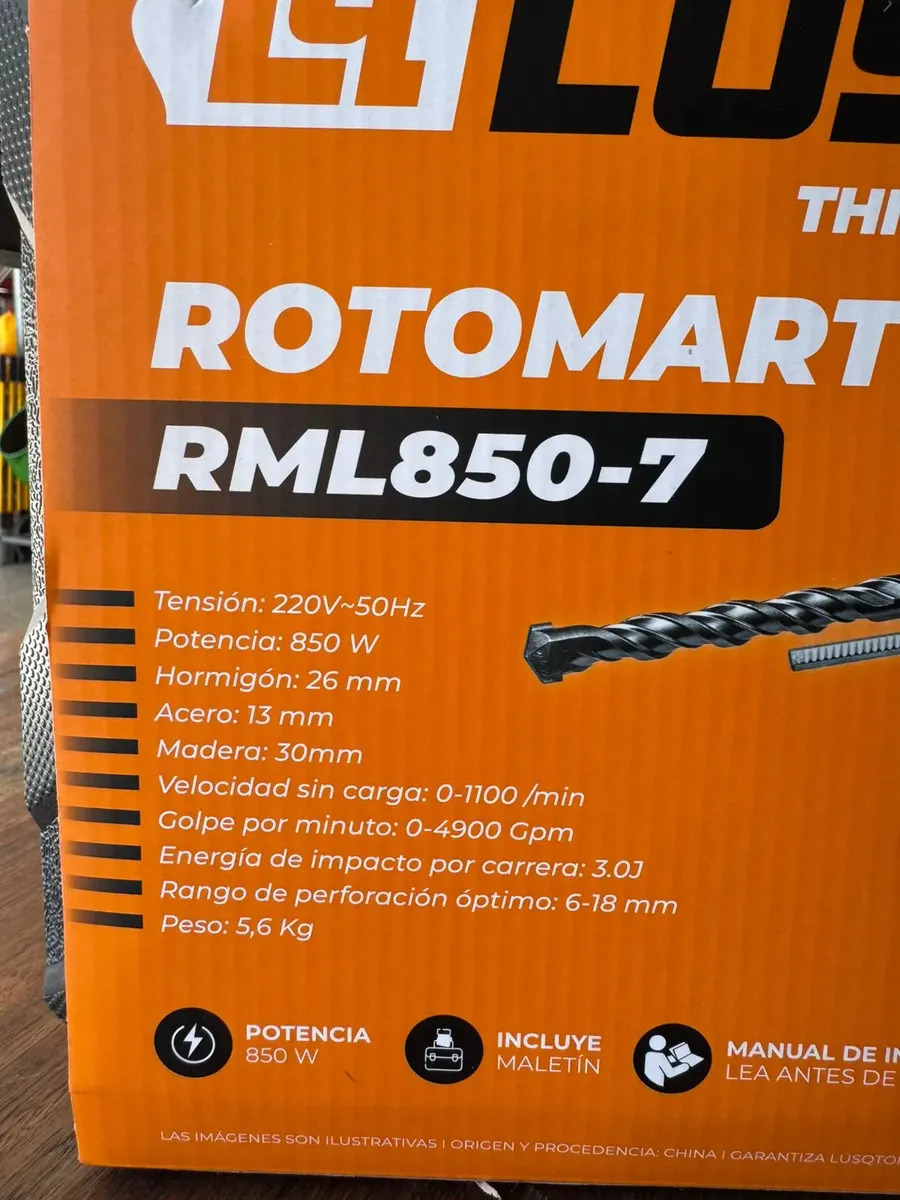 ROTOMART
RML850-7
Tensión: 220V~50Hz
Potencia: 850 W
Hormigón: 26 mm
Acero: 13 mm
Madera: 30mm
Velocidad sin carga: 0-1100 /min
Golpe por minuto: 0-4900 Gpm
Energía de impacto por carrera: 3.0J
Rango de perforación óptimo: 6-18 mm
Peso: 5,6 Kg
POTENCIA
850 W
INCLUYE
MALETÍN
MANUAL DE
LEA ANTES DE
LAS IMÁGENES SON ILUSTRATIVAS I ORIGEN Y PROCEDENCIA: CHINA I GARANTIZA